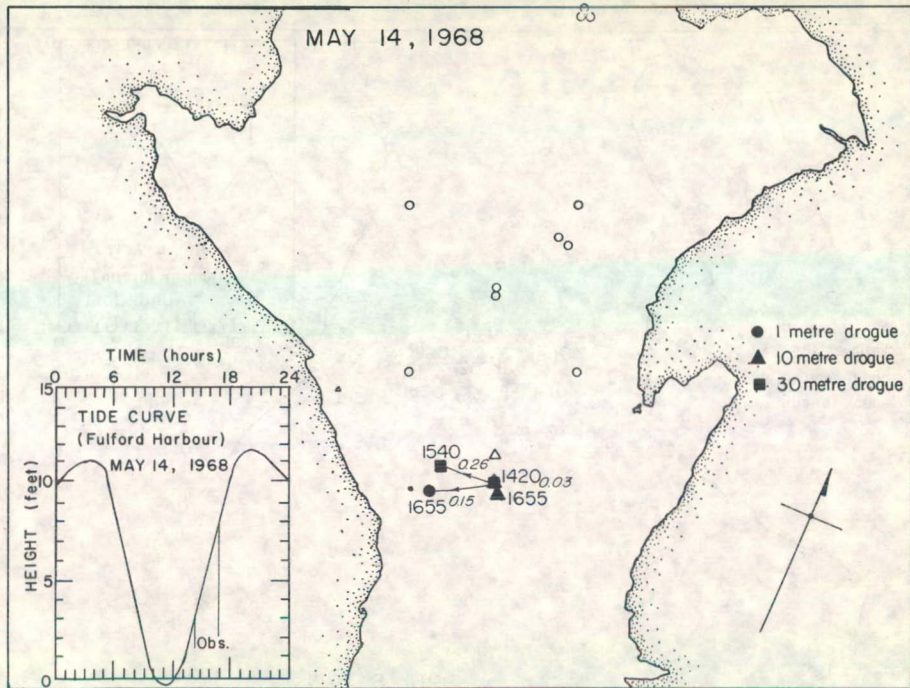 MAY 14, 1968
1 metre drogue
10 metre drogue
30 metre drogue
TIME (hours)
0 6 12 18 24
15
TIDE CURVE
(Fulford Harbour)
MAY 14, 1968
10
5
0
HEIGHT (feet)
Obs.
1540 0.26
1420 0.03
1655 0.15
1655